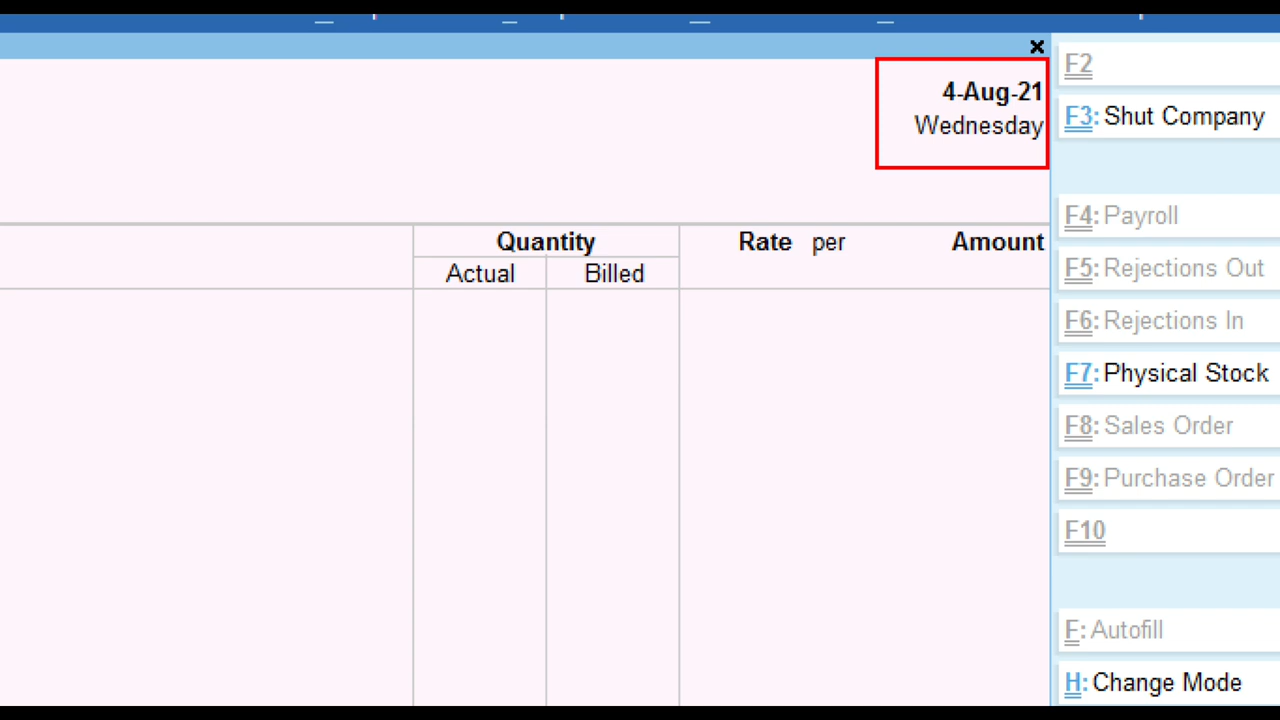 4-Aug-21
Wednesday
Quantity
Rate per
Amount
Actual
Billed
F2
F3: Shut Company
F4: Payroll
F5: Rejections Out
F6: Rejections In
F7: Physical Stock
F8: Sales Order
F9: Purchase Order
F10
F: Autofill
H: Change Mode